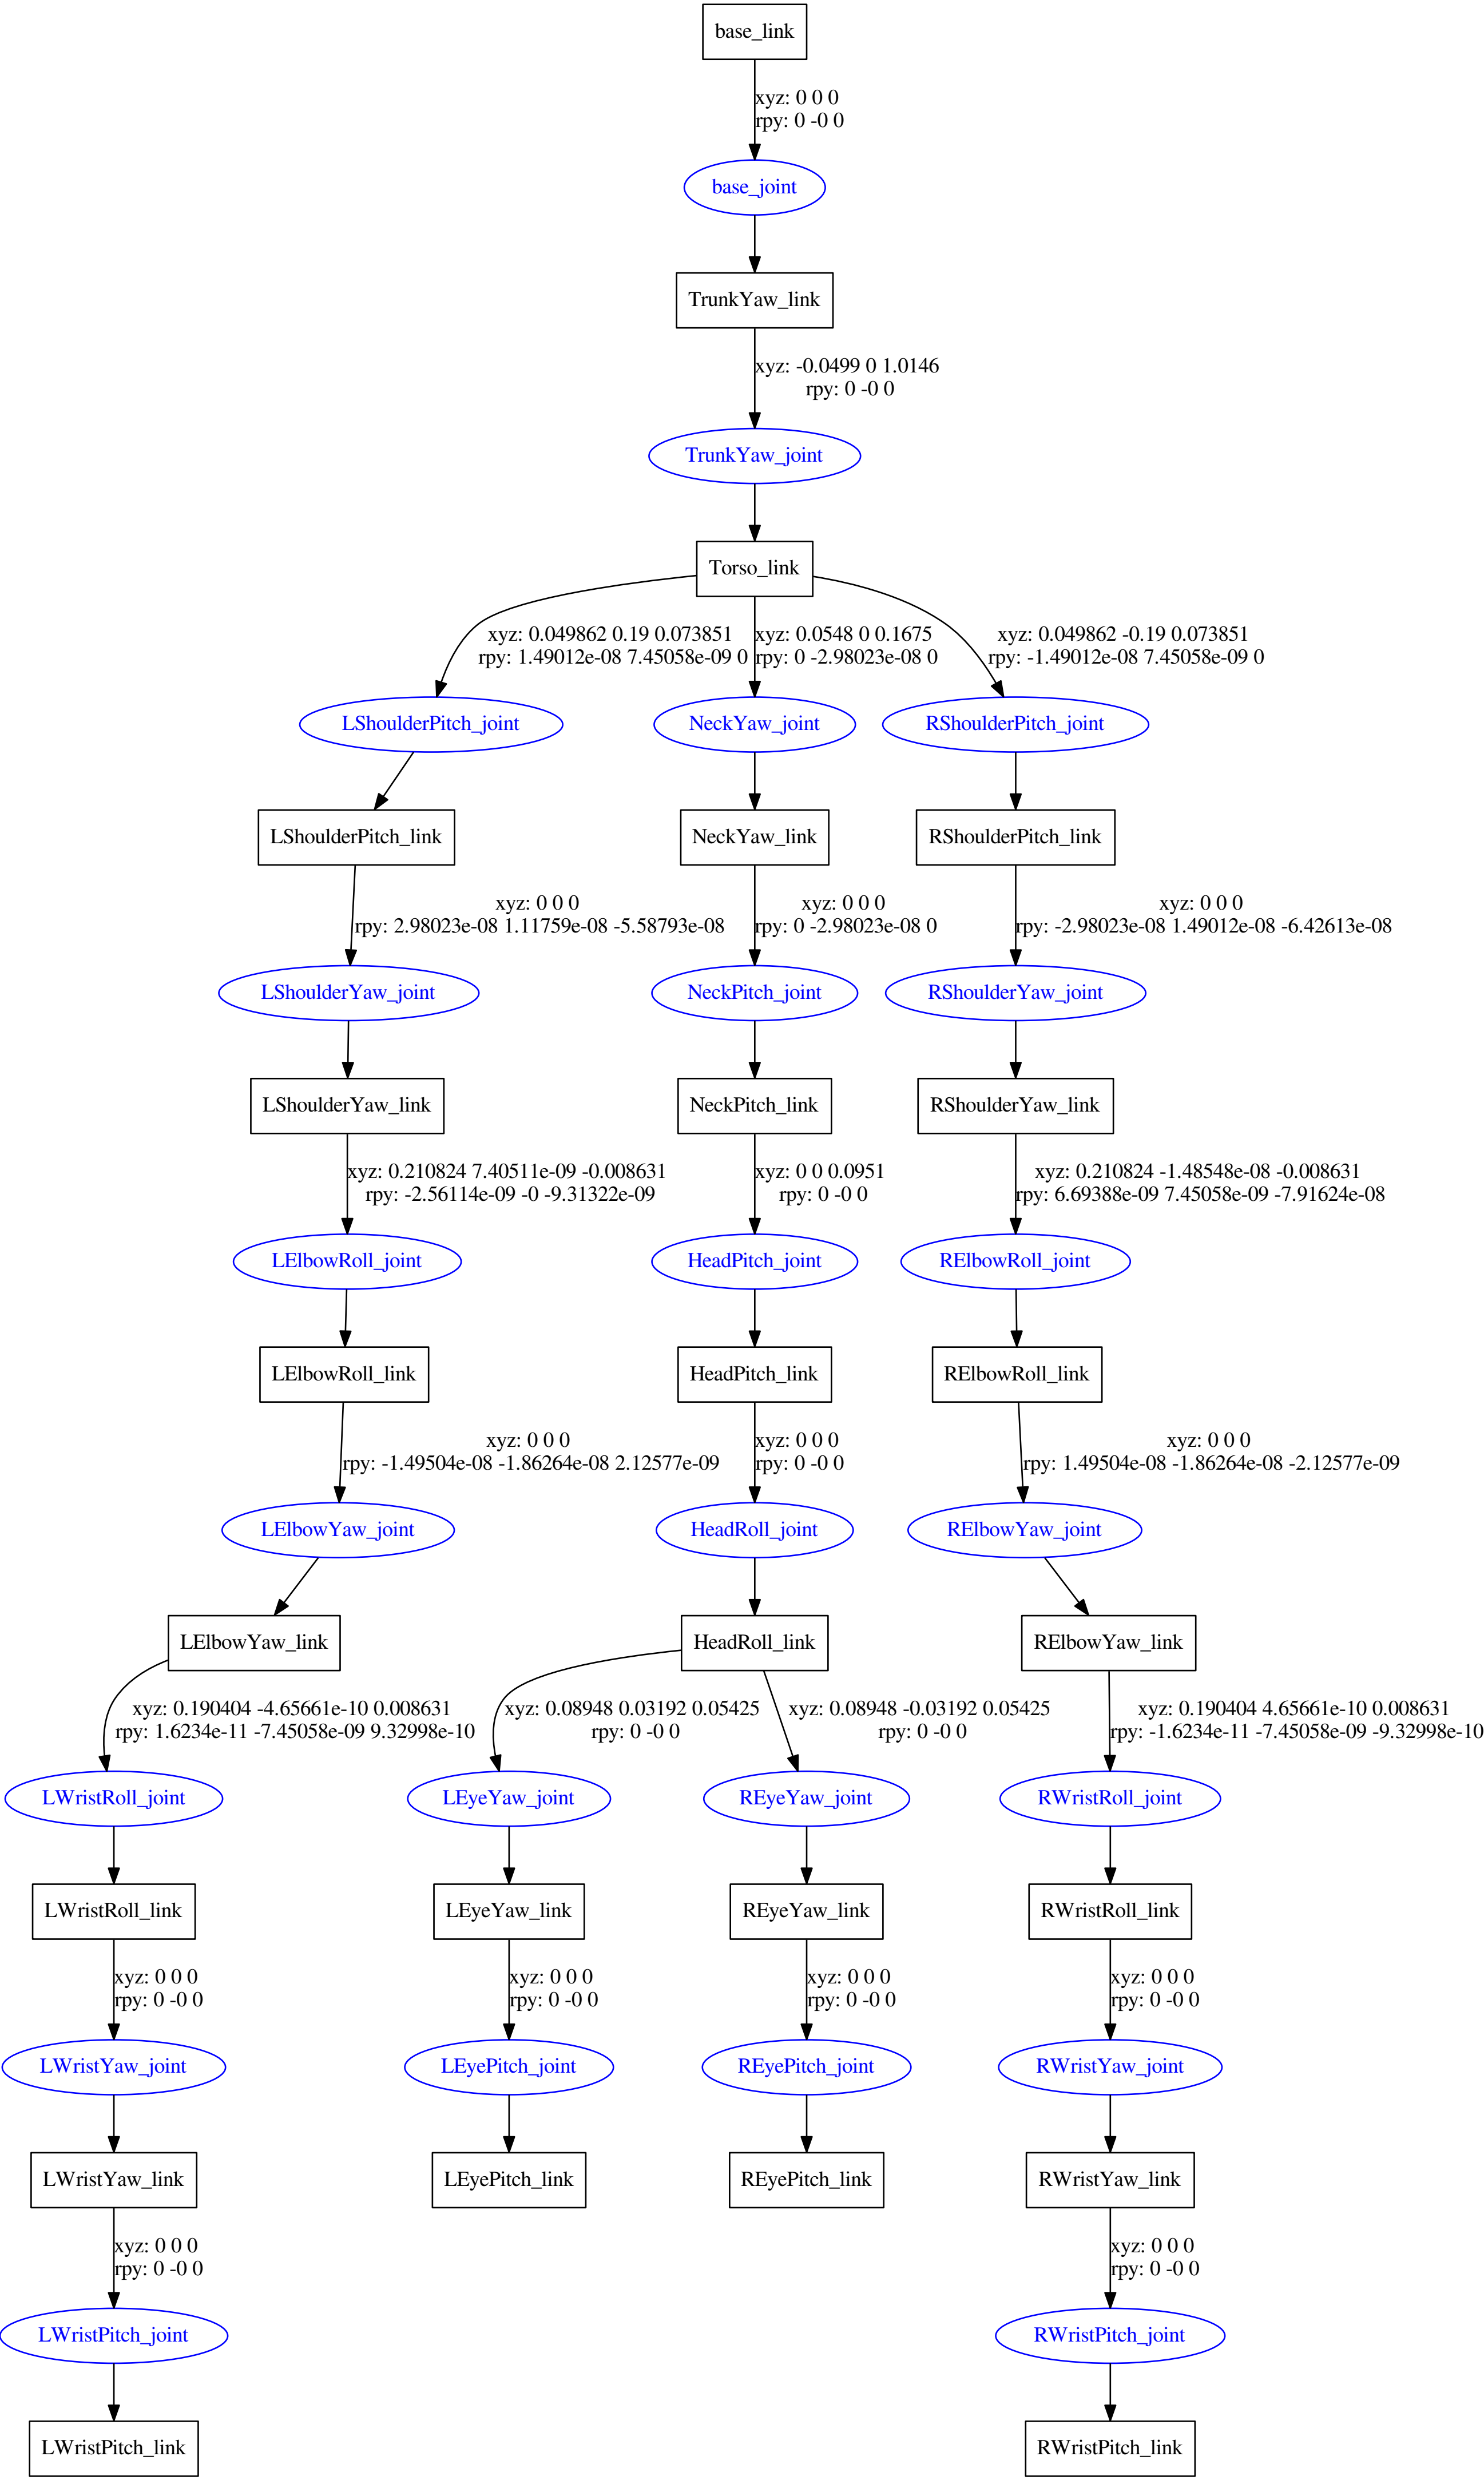 base_link
xyz: 0 0 0
rpy: 0 -0 0
base_joint
TrunkYaw_link
xyz: -0.0499 0 1.0146
rpy: 0 -0 0
TrunkYaw_joint
Torso_link
xyz: 0.049862 0.19 0.073851
rpy: 1.49012e-08 7.45058e-09 0
xyz: 0.0548 0 0.1675
rpy: 0 -2.98023e-08 0
xyz: 0.049862 -0.19 0.073851
rpy: -1.49012e-08 7.45058e-09 0
LShoulderPitch_joint
NeckYaw_joint
RShoulderPitch_joint
LShoulderPitch_link
NeckYaw_link
RShoulderPitch_link
xyz: 0 0 0
rpy: 2.98023e-08 1.11759e-08 -5.58793e-08
xyz: 0 0 0
rpy: 0 -2.98023e-08 0
xyz: 0 0 0
rpy: -2.98023e-08 1.49012e-08 -6.42613e-08
LShoulderYaw_joint
NeckPitch_joint
RShoulderYaw_joint
LShoulderYaw_link
NeckPitch_link
RShoulderYaw_link
xyz: 0.210824 7.40511e-09 -0.008631
rpy: -2.56114e-09 -0 -9.31322e-09
xyz: 0 0 0.0951
rpy: 0 -0 0
xyz: 0.210824 -1.48548e-08 -0.008631
rpy: 6.69388e-09 7.45058e-09 -7.91624e-08
LElbowRoll_joint
HeadPitch_joint
RElbowRoll_joint
LElbowRoll_link
HeadPitch_link
RElbowRoll_link
xyz: 0 0 0
rpy: -1.49504e-08 -1.86264e-08 2.12577e-09
xyz: 0 0 0
rpy: 0 -0 0
xyz: 0 0 0
rpy: 1.49504e-08 -1.86264e-08 -2.12577e-09
LElbowYaw_joint
HeadRoll_joint
RElbowYaw_joint
LElbowYaw_link
HeadRoll_link
RElbowYaw_link
xyz: 0.190404 -4.65661e-10 0.008631
rpy: 1.6234e-11 -7.45058e-09 9.32998e-10
xyz: 0.08948 0.03192 0.05425
rpy: 0 -0 0
xyz: 0.08948 -0.03192 0.05425
rpy: 0 -0 0
xyz: 0.190404 4.65661e-10 0.008631
rpy: -1.6234e-11 -7.45058e-09 -9.32998e-10
LWristRoll_joint
LEyeYaw_joint
REyeYaw_joint
RWristRoll_joint
LWristRoll_link
LEyeYaw_link
REyeYaw_link
RWristRoll_link
xyz: 0 0 0
rpy: 0 -0 0
xyz: 0 0 0
rpy: 0 -0 0
xyz: 0 0 0
rpy: 0 -0 0
xyz: 0 0 0
rpy: 0 -0 0
LWristYaw_joint
LEyePitch_joint
REyePitch_joint
RWristYaw_joint
LWristYaw_link
LEyePitch_link
REyePitch_link
RWristYaw_link
xyz: 0 0 0
rpy: 0 -0 0
xyz: 0 0 0
rpy: 0 -0 0
LWristPitch_joint
RWristPitch_joint
LWristPitch_link
RWristPitch_link